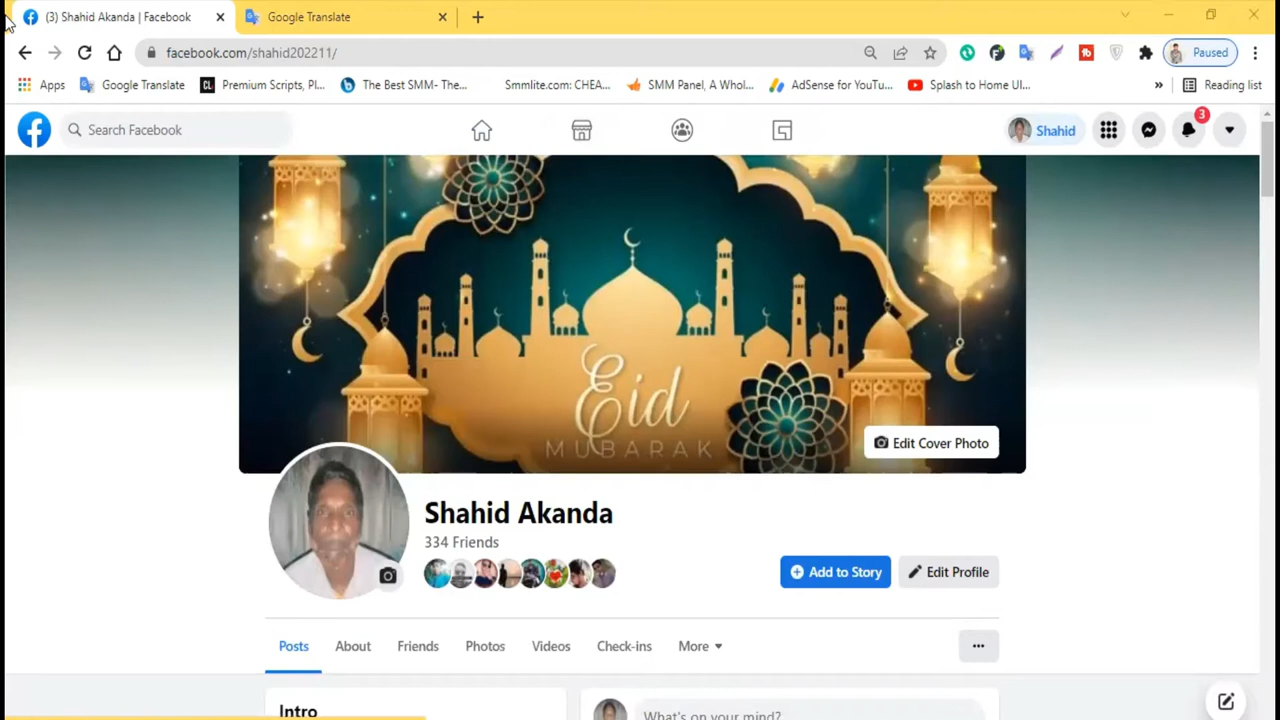 (3) Shahid Akanda | Facebook
Google Translate
facebook.com/shahid202211/
Paused
Apps
Google Translate
Premium Scripts, Pl...
The Best SMM- The...
Smmlite.com: CHEA...
SMM Panel, A Whol...
AdSense for YouTu...
Splash to Home UI...
»
Reading list
Search Facebook
Shahid
3
Eid
MUBARAK
Edit Cover Photo
Shahid Akanda
334 Friends
Add to Story
Edit Profile
Posts
About
Friends
Photos
Videos
Check-ins
More
Intro
What's on your mind?